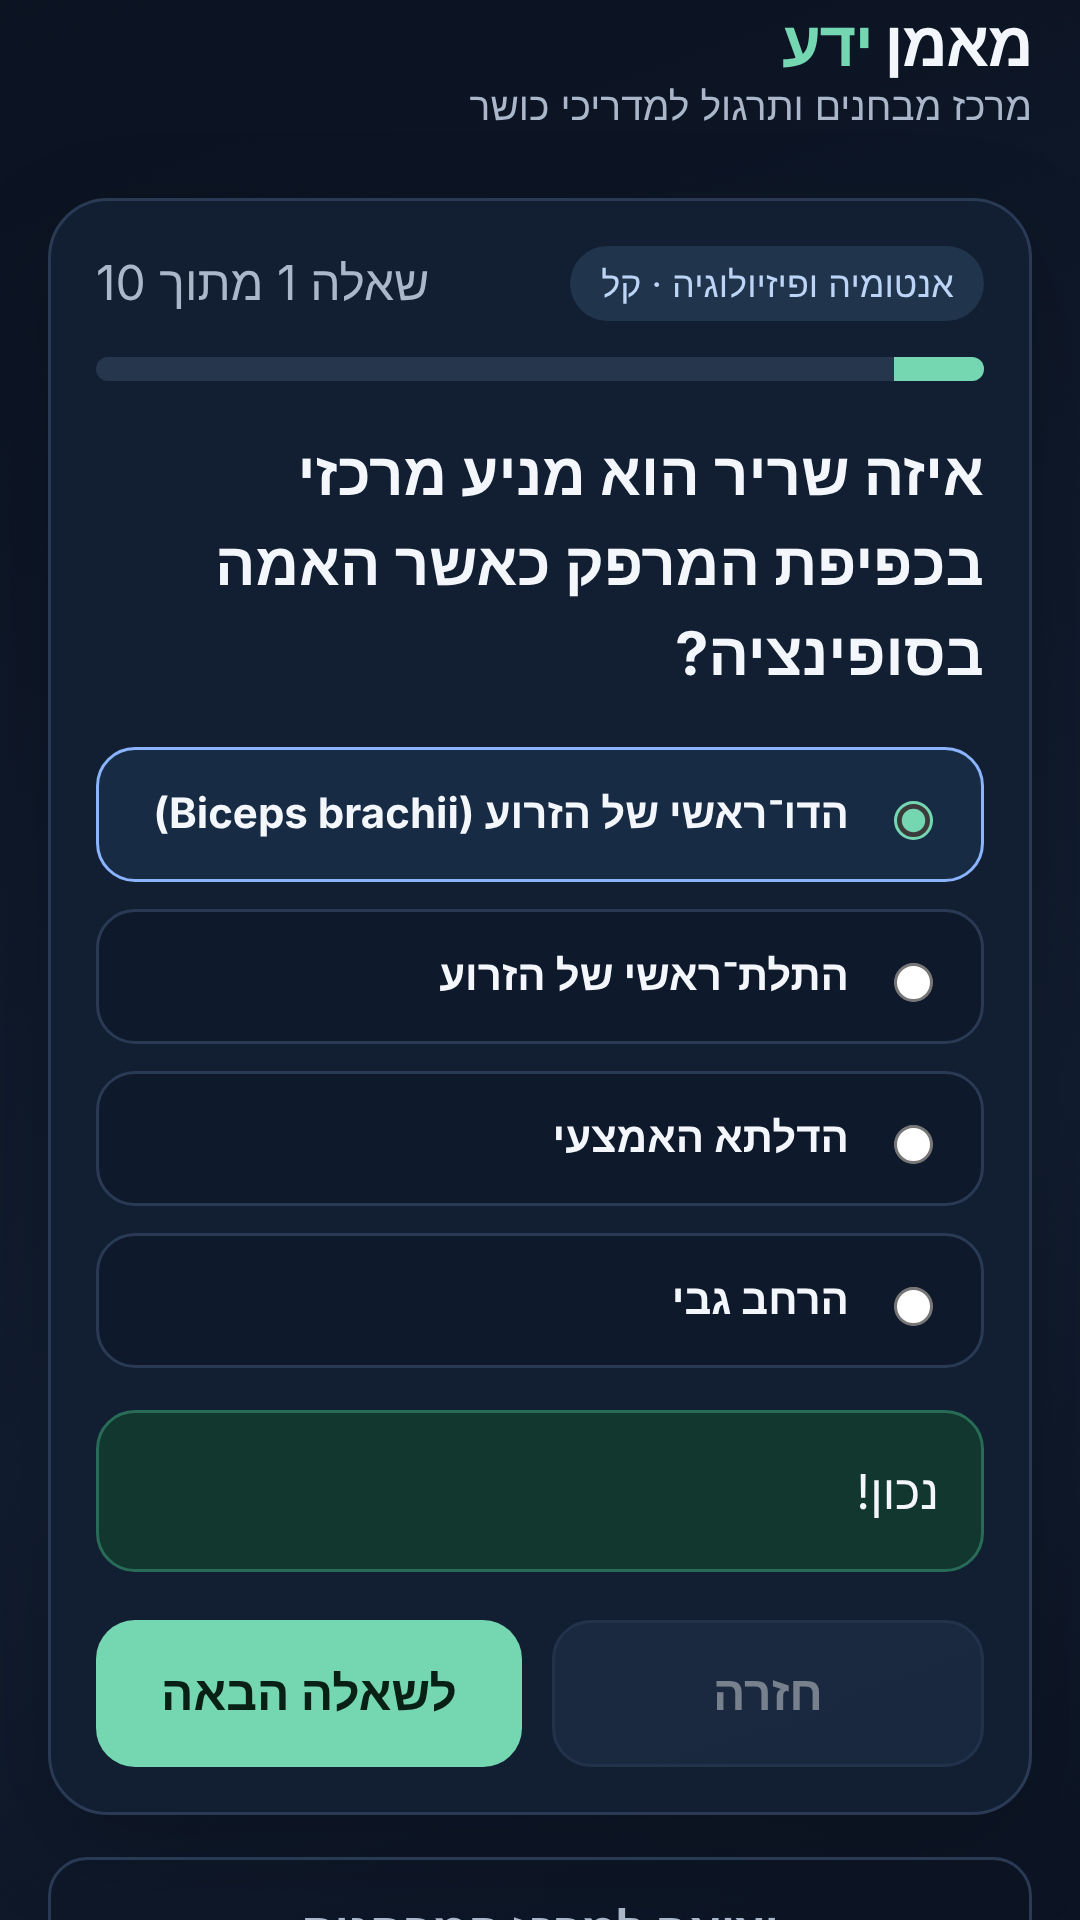 מאמן ידע
מרכז מבחנים ותרגול למדריכי כושר
אנטומיה ופיזיולוגיה · קל
שאלה 1 מתוך 10
איזה שריר הוא מניע מרכזי
בכפיפת המרפק כאשר האמה
בסופינציה?
הדו־ראשי של הזרוע (Biceps brachii)
התלת־ראשי של הזרוע
הדלתא האמצעי
הרחב גבי
נכון!
חזרה
לשאלה הבאה